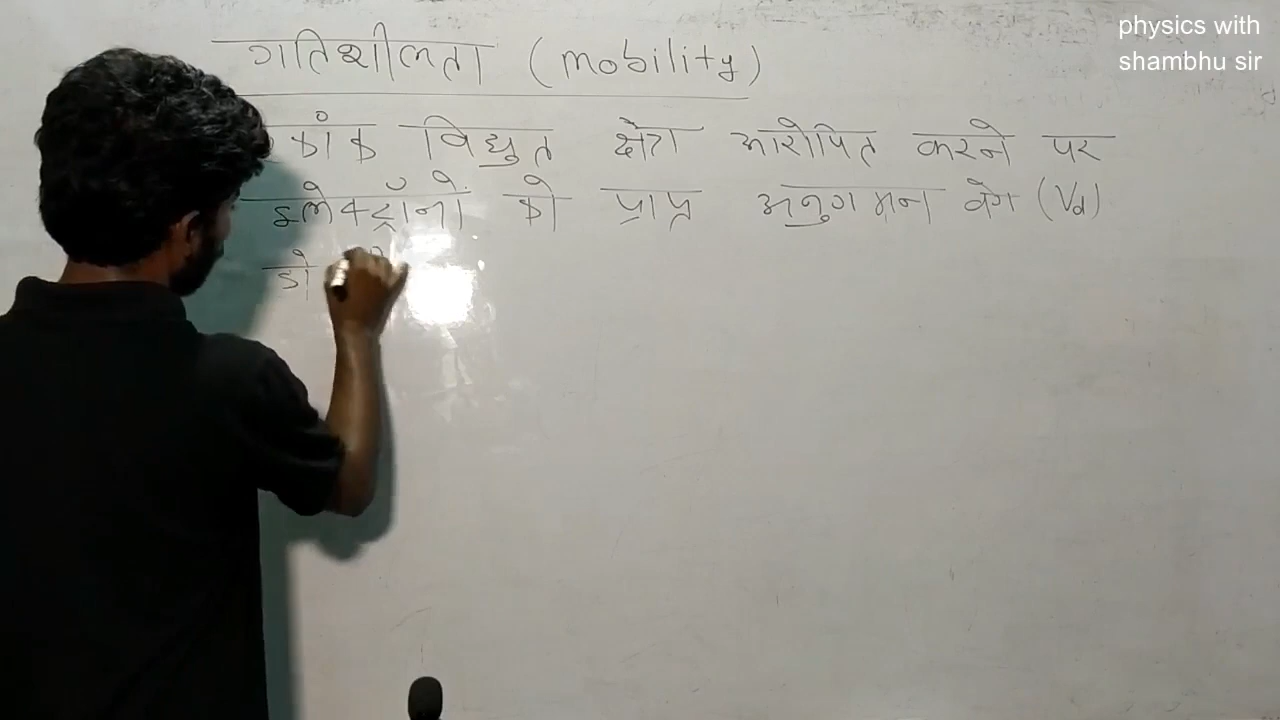 physics with
shambhu sir
गतिशीलता (mobility)
विद्युत क्षेत्र आरोपित करने पर
इलेक्ट्रॉनों को प्राप्त अनुगमन वेग (Vd)
को